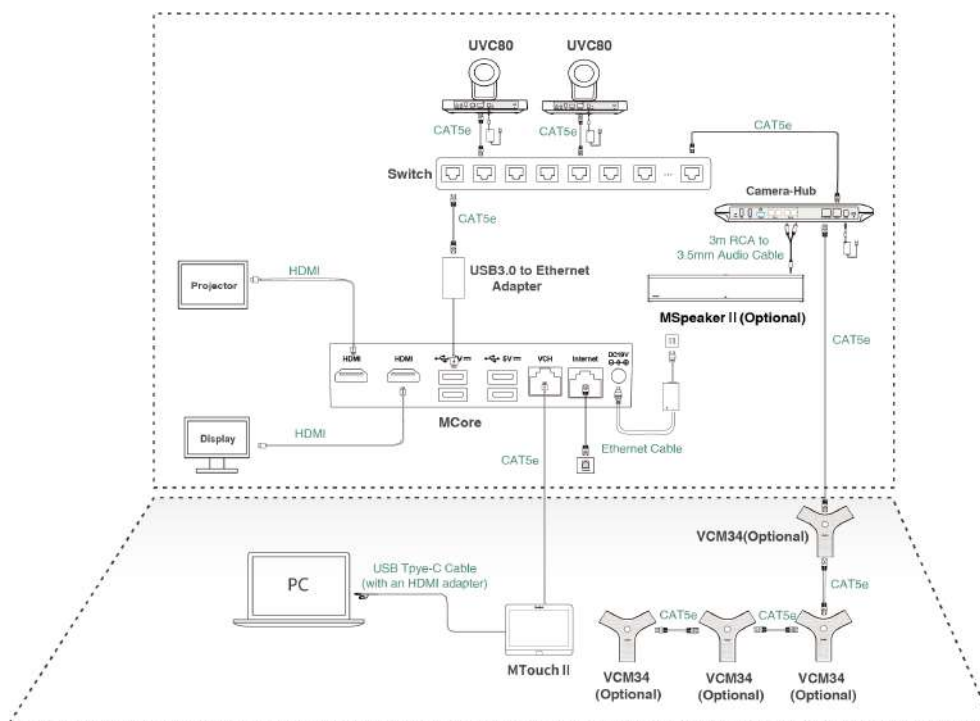 UVC80
UVC80
CAT5e
CAT5e
CAT5e
Switch
...
Camera-Hub
CAT5e
3m RCA to
3.5mm Audio Cable
HDMI
USB3.0 to Ethernet
Adapter
Projector
MSpeaker II (Optional)
CAT5e
HDMI
HDMI
5V
VCH
Internet
DC19V
MCore
Display
HDMI
CAT5e
Ethernet Cable
VCM34(Optional)
USB Tpye-C Cable
(with an HDMI adapter)
PC
CAT5e
CAT5e
CAT5e
MTouch II
VCM34
(Optional)
VCM34
(Optional)
VCM34
(Optional)